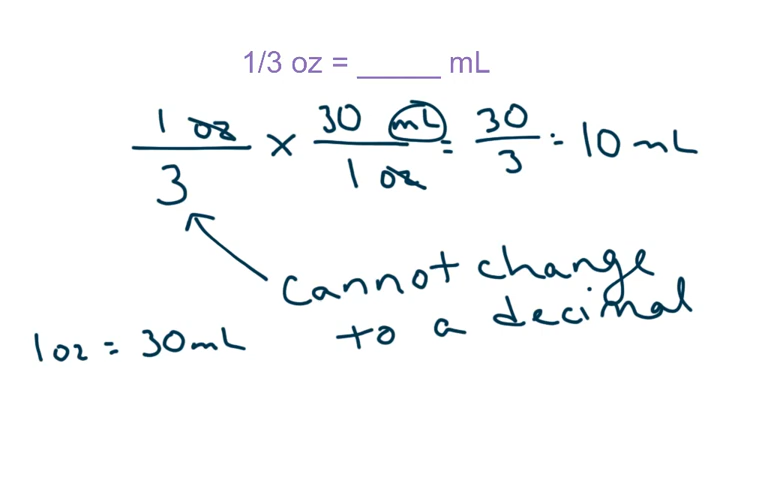 1/3 oz = _____ mL
1 oz / 3 × 30 mL / 1 oz = 30 / 3 = 10 mL
cannot change
to a decimal
1 oz = 30 mL